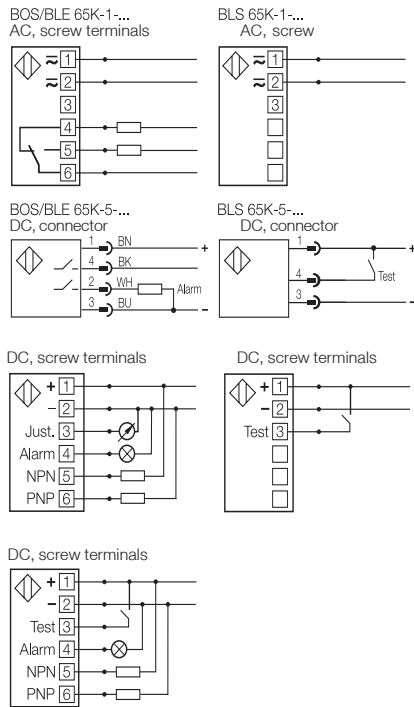 BOS/BLE 65K-1-...
AC, screw terminals
1
2
3
4
5
6
BLS 65K-1-...
AC, screw
1
2
3
BOS/BLE 65K-5-...
DC, connector
1 BN +
4 BK
2 WH Alarm
3 BU –
BLS 65K-5-...
DC, connector
1 +
4 Test
3 –
DC, screw terminals
+ 1
– 2
Just. 3
Alarm 4
NPN 5
PNP 6
DC, screw terminals
+ 1
– 2
Test 3
DC, screw terminals
+ 1
– 2
Test 3
Alarm 4
NPN 5
PNP 6